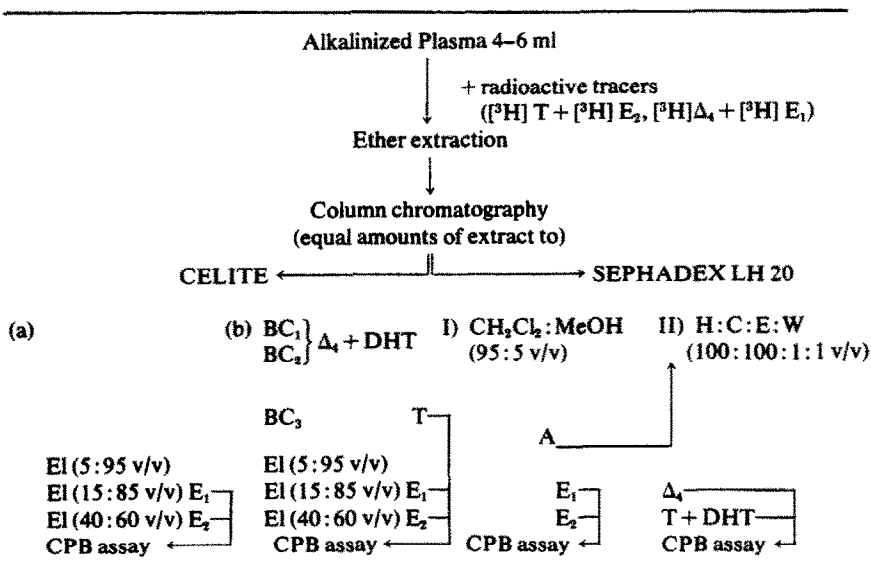 Alkalinized Plasma 4–6 ml
+ radioactive tracers
([³H] T + [³H] E₂, [³H]Δ₄ + [³H] E₁)
Ether extraction
Column chromatography
(equal amounts of extract to)
CELITE
SEPHADEX LH 20
(a)
(b) BC₁
BC₂
Δ₄ + DHT
I) CH₂Cl₂:MeOH
(95:5 v/v)
II) H:C:E:W
(100:100:1:1 v/v)
BC₃ T
A
El (5:95 v/v)
El (15:85 v/v) E₁
El (40:60 v/v) E₂
CPB assay
El (5:95 v/v)
El (15:85 v/v) E₁
El (40:60 v/v) E₂
CPB assay
E₁
E₂
CPB assay
Δ₄
T + DHT
CPB assay